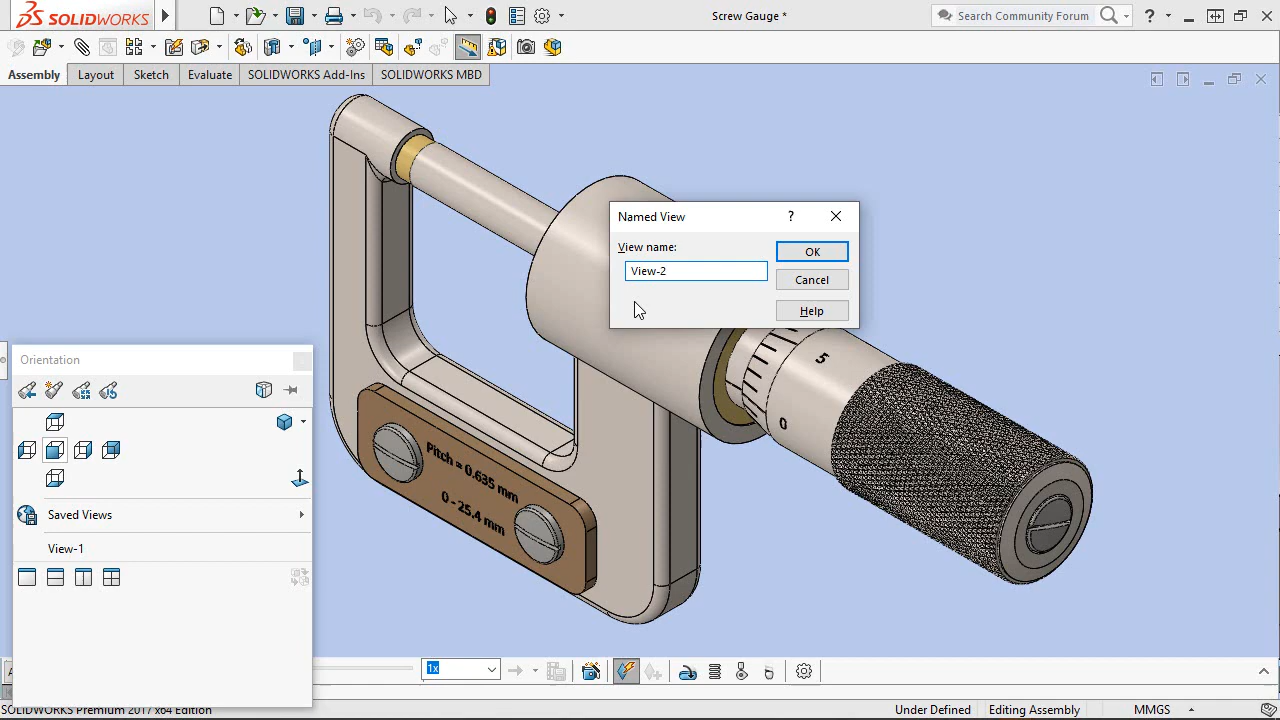 SOLIDWORKS
Screw Gauge *
Search Community Forum
?
Assembly
Layout
Sketch
Evaluate
SOLIDWORKS Add-Ins
SOLIDWORKS MBD
Named View
?
View name:
OK
View-2
Cancel
Help
5
0
Orientation
Pitch = 0.635 mm
0 - 25.4 mm
Saved Views
View-1
1x
SOLIDWORKS Premium 2017 x64 Edition
Under Defined
Editing Assembly
MMGS